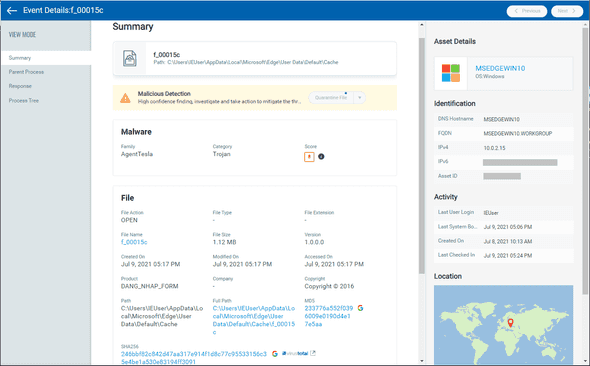 Event Details:f_00015c
Previous
Next
VIEW MODE
Summary
Parent Process
Response
Process Tree
Summary
f_00015c
Path: C:\Users\IEUser\AppData\Local\Microsoft\Edge\User Data\Default\Cache
Malicious Detection
High confidence finding, investigate and take action to mitigate the thr...
Quarantine File
Malware
Family
Category
Score
AgentTesla
Trojan
File
File Action
File Type
File Extension
OPEN
-
-
File Name
File Size
Version
f_00015c
1.12 MB
1.0.0.0
Created On
Modified On
Accessed On
Jul 9, 2021 05:17 PM
Jul 9, 2021 05:17 PM
Jul 9, 2021 05:17 PM
Product
Company
Copyright
DANG_NHAP_FORM
-
Copyright © 2016
Path
Full Path
MD5
C:\Users\IEUser\AppData\Lo
cal\Microsoft\Edge\User
Data\Default\Cache
C:\Users\IEUser\AppData\Lo
cal\Microsoft\Edge\User
Data\Default\Cache\f_00015
c
233776a552f039
6009e0190d4e1
7e5aa
SHA256
virustotal
Asset Details
MSEDGEWIN10
OS:Windows
Identification
DNS Hostname
MSEDGEWIN10
FQDN
MSEDGEWIN10.WORKGROUP
IPv4
10.0.2.15
IPv6
Asset ID
Activity
Last User Login
IEUser
Last System Bo...
Jul 9, 2021 05:06 PM
Created On
Jul 8, 2021 10:13 AM
Last Checked In
Jul 9, 2021 05:24 PM
Location